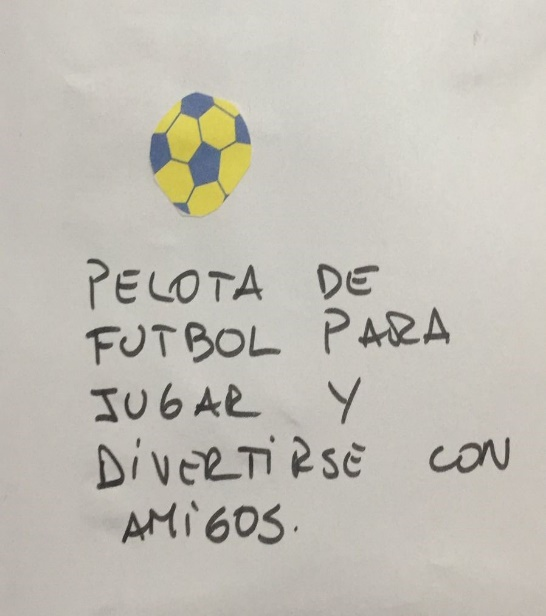 PELOTA DE
FUTBOL PARA
JUGAR Y
DIVERTIRSE CON
AMIGOS.